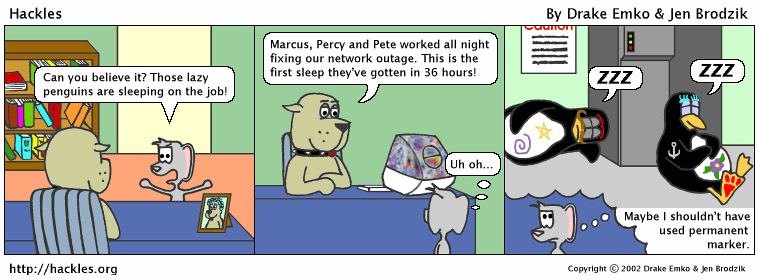 Hackles
By Drake Emko & Jen Brodzik
Can you believe it? Those lazy
penguins are sleeping on the job!
Marcus, Percy and Pete worked all night
fixing our network outage. This is the
first sleep they've gotten in 36 hours!
Uh oh...
Caution
ZZZ
ZZZ
Maybe I shouldn't have
used permanent
marker.
http://hackles.org
Copyright © 2002 Drake Emko & Jen Brodzik